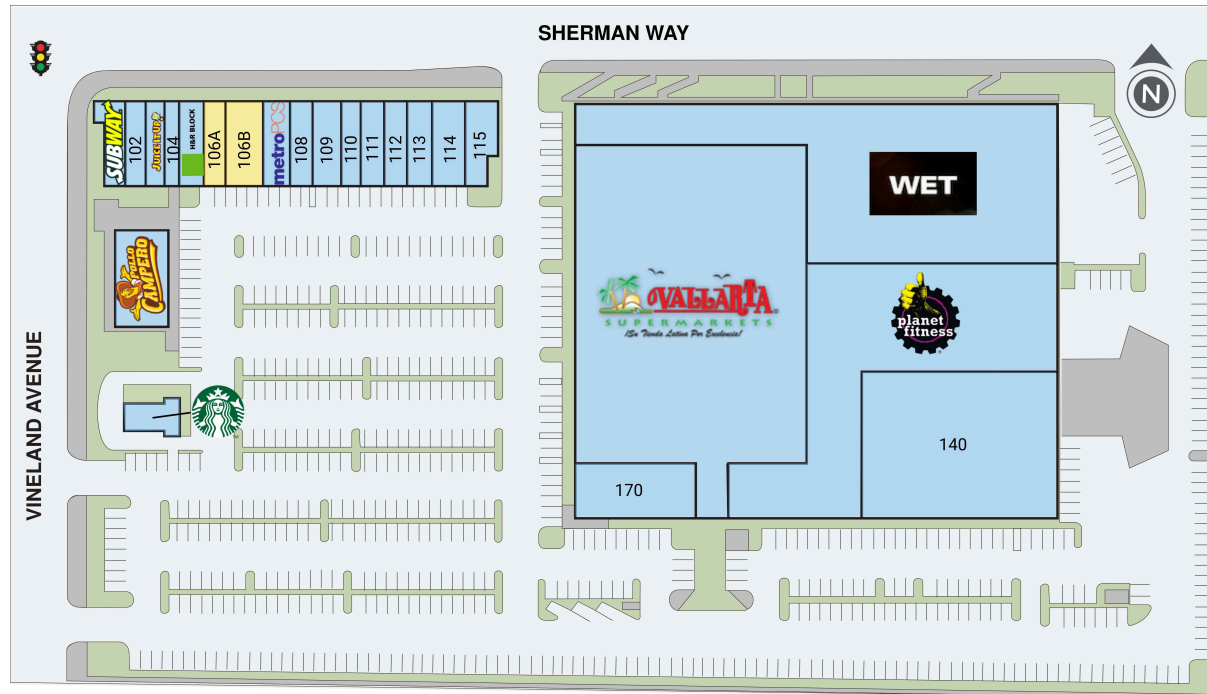 SHERMAN WAY
N
SUBWAY
102
JUICE IT UP!
104
H&R BLOCK
106A
106B
metroPCS
108
109
110
111
112
113
114
115
WET
POLLO
CAMPERO
VALLARTA
SUPERMARKETS
¡Su Tienda Latina Por Excelencia!
planet
fitness
VINELAND AVENUE
140
170